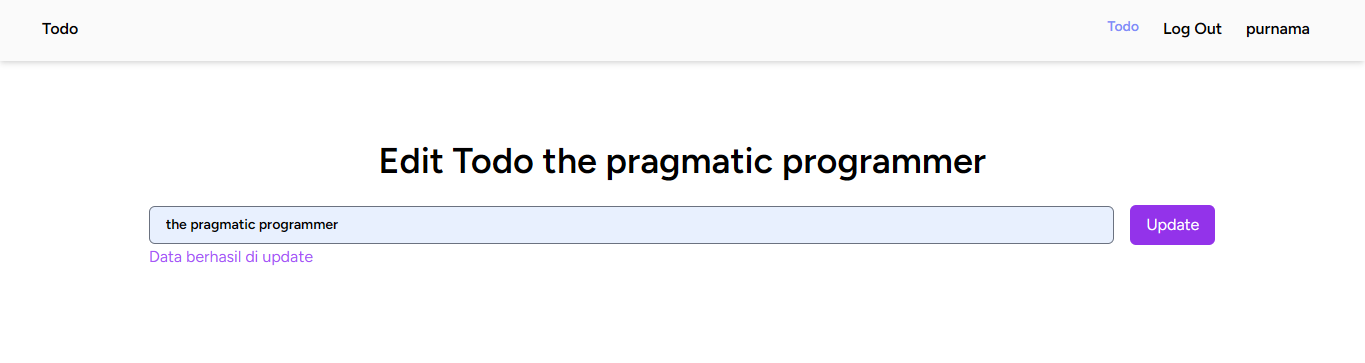 Todo Todo Log Out purnama
Edit Todo the pragmatic programmer
the pragmatic programmer Update
Data berhasil di update